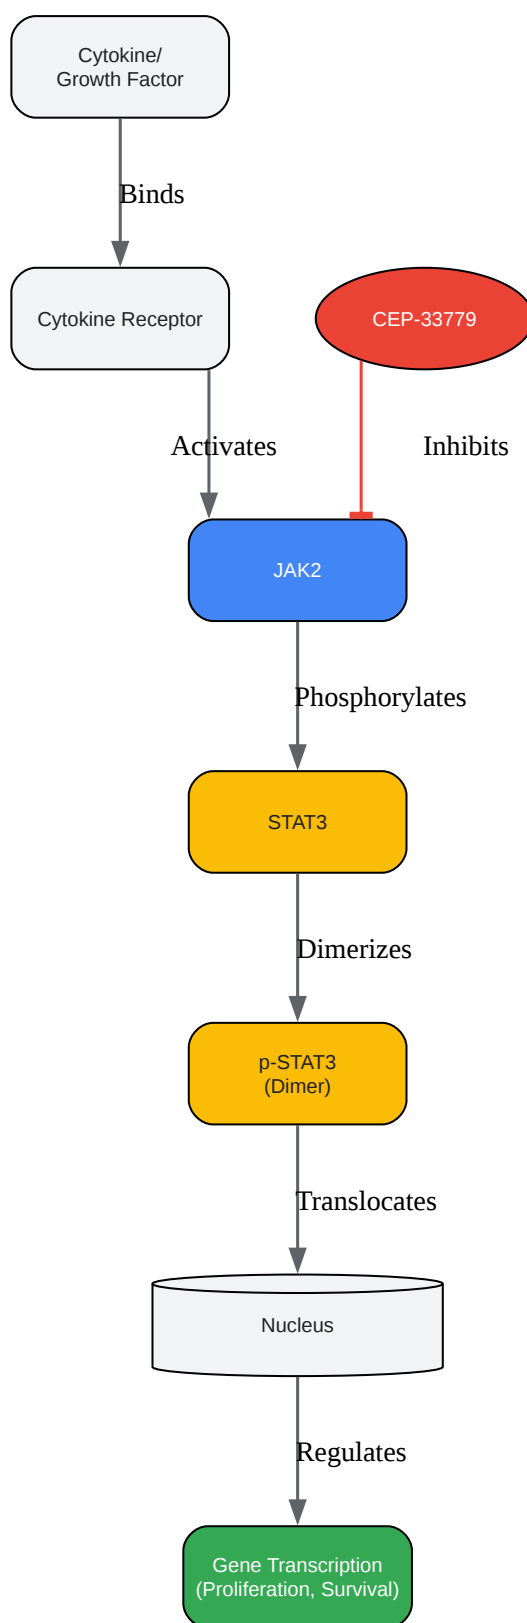 Cytokine/
Growth Factor
Binds
Cytokine Receptor
CEP-33779
Activates
Inhibits
JAK2
Phosphorylates
STAT3
Dimerizes
p-STAT3
(Dimer)
Translocates
Nucleus
Regulates
Gene Transcription
(Proliferation, Survival)